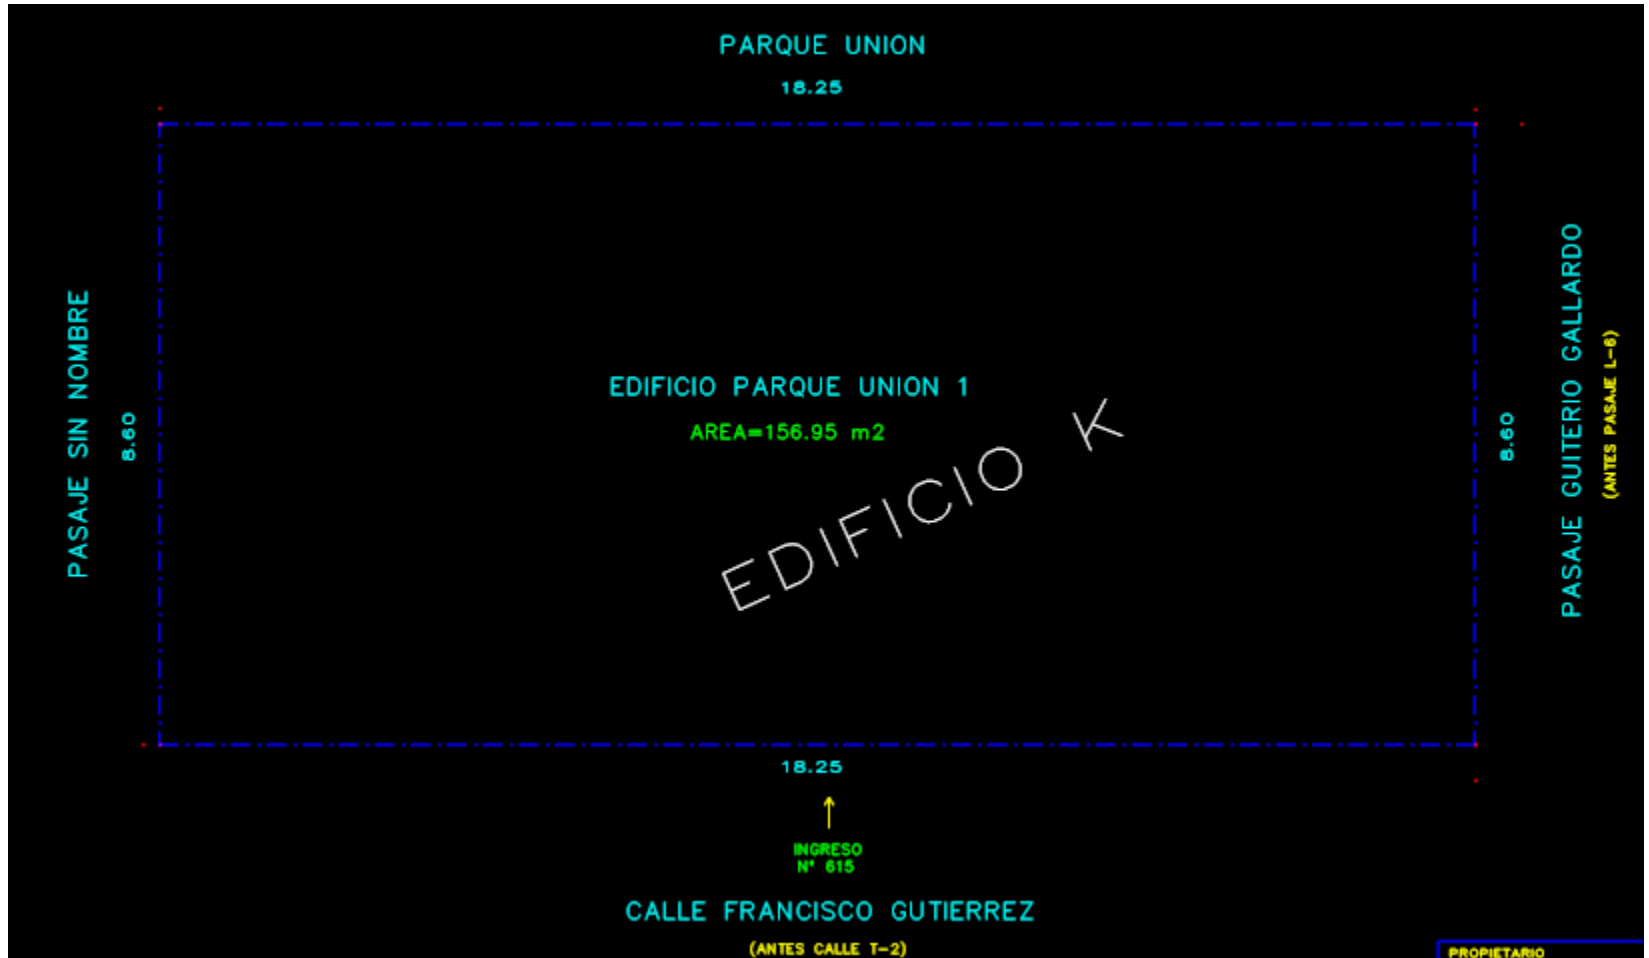 PARQUE UNION
18.25
PASAJE SIN NOMBRE
8.60
EDIFICIO PARQUE UNION 1
AREA=156.95 m2
EDIFICIO K
8.60
PASAJE GUITERIO GALLARDO
(ANTES PASAJE L-6)
18.25
INGRESO
N° 615
CALLE FRANCISCO GUTIERREZ
(ANTES CALLE T-2)
PROPIETARIO